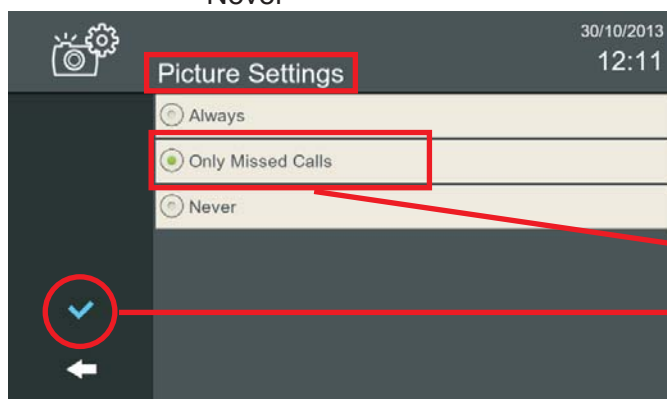 Never
30/10/2013
12:11
Picture Settings
Always
Only Missed Calls
Never